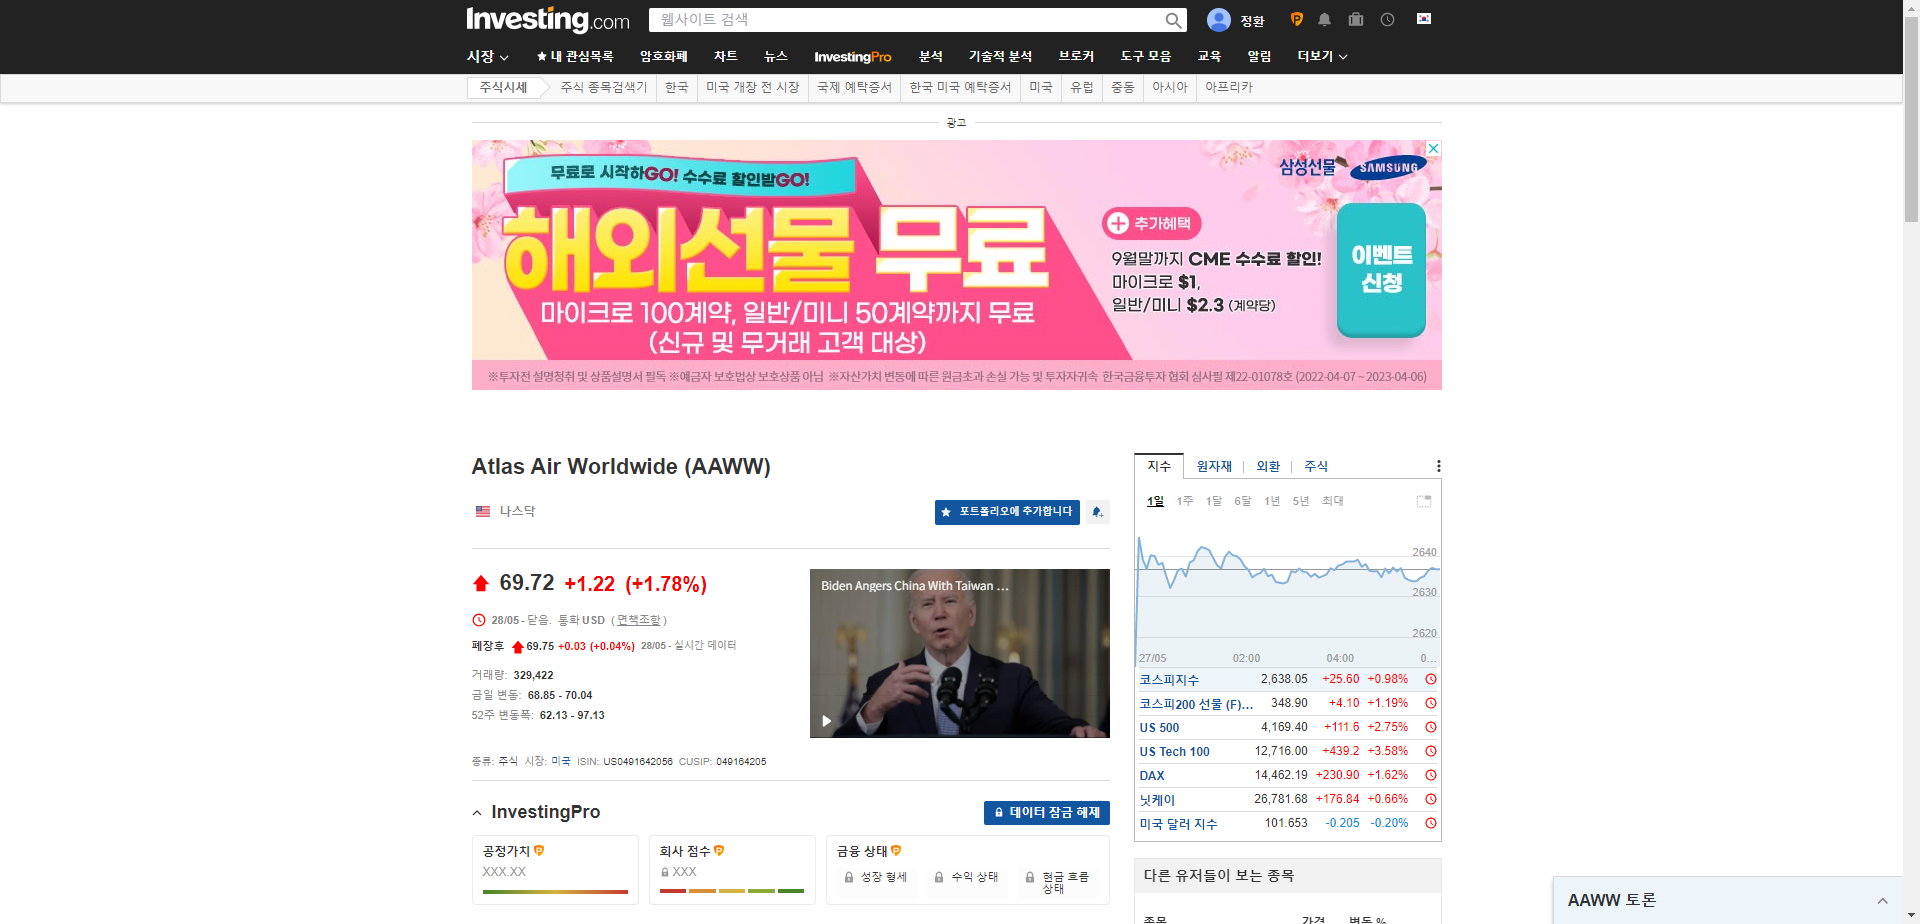 Investing.com
웹사이트 검색
정환
시장
내 관심목록
암호화폐
차트
뉴스
InvestingPro
분석
기술적 분석
브로커
도구 모음
교육
알림
더보기
주식시세
주식 종목검색기
한국
미국 개장 전 시장
국제 예탁증서
한국 미국 예탁증서
미국
유럽
중동
아시아
아프리카
광고
무료로 시작하GO! 수수료 할인받GO!
삼성선물 SAMSUNG
해외선물 무료
마이크로 100계약, 일반/미니 50계약까지 무료
(신규 및 무거래 고객 대상)
추가혜택
9월말까지 CME 수수료 할인!
마이크로 $1,
일반/미니 $2.3 (계약당)
이벤트
신청
※투자전 설명청취 및 상품설명서 필독 ※예금자 보호법상 보호상품 아님 ※자산가치 변동에 따른 원금초과 손실 가능 및 투자자귀속 한국금융투자 협회 심사필 제22-01078호 (2022-04-07 ~ 2023-04-06)
Atlas Air Worldwide (AAWW)
나스닥
포트폴리오에 추가합니다
69.72 +1.22 (+1.78%)
28/05 - 닫음. 통화 USD ( 면책조항 )
폐장후 69.75 +0.03 (+0.04%) 28/05 - 실시간 데이터
거래량: 329,422
금일 변동: 68.85 - 70.04
52주 변동폭: 62.13 - 97.13
Biden Angers China With Taiwan ...
종류: 주식 시장: 미국 ISIN: US0491642056 CUSIP: 049164205
InvestingPro
데이터 잠금 해제
공정가치
XXX.XX
회사 점수
XXX
금융 상태
성장 형세
수익 상태
현금 흐름
상태
지수
원자재
외환
주식
1일 1주 1달 6달 1년 5년 최대
2640
2630
2620
27/05 02:00 04:00 0...
코스피지수 2,638.05 +25.60 +0.98%
코스피200 선물 (F)... 348.90 +4.10 +1.19%
US 500 4,169.40 +111.6 +2.75%
US Tech 100 12,716.00 +439.2 +3.58%
DAX 14,462.19 +230.90 +1.62%
닛케이 26,781.68 +176.84 +0.66%
미국 달러 지수 101.653 -0.205 -0.20%
다른 유저들이 보는 종목
종목 가격 변동 %
AAWW 토론